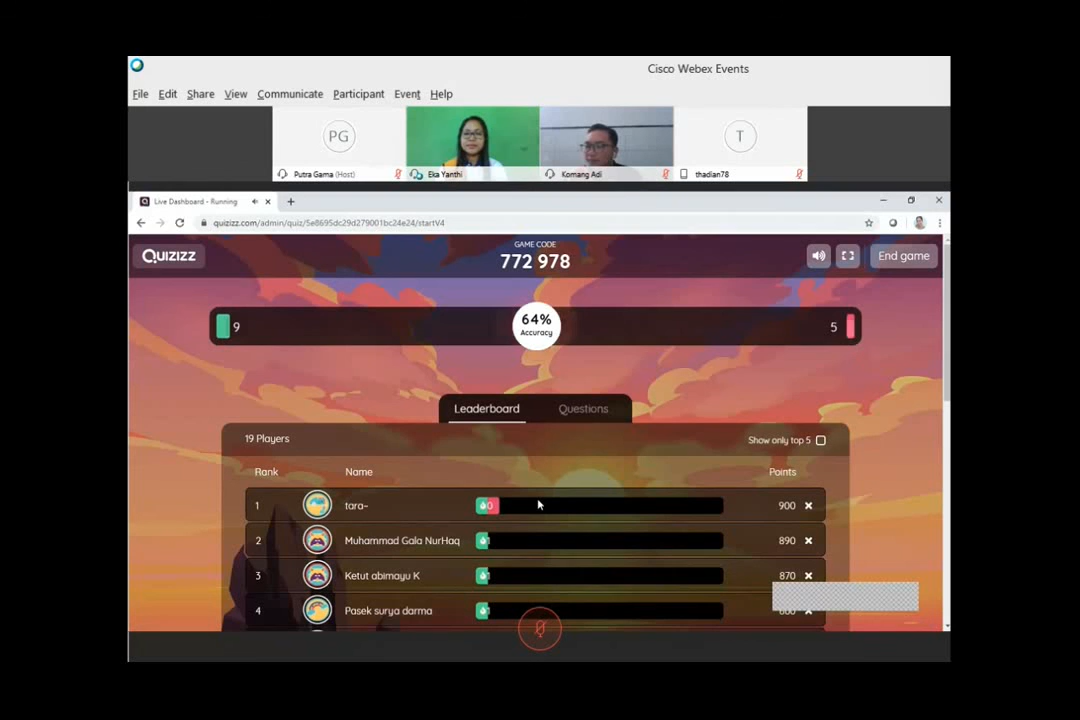 Cisco Webex Events
File Edit Share View Communicate Participant Event Help
PG T
Putra Gama (Host) Eka Yanthi Komang Adi thadian78
Live Dashboard - Running
quizizz.com/admin/quiz/5e8695dc29d279001bc24e24/startV4
Quizizz
GAME CODE
772 978
End game
9
64%
Accuracy
5
Leaderboard Questions
19 Players
Show only top 5
Rank Name Points
1 tara~ 0 900
2 Muhammad Gala NurHaq 1 890
3 Ketut abimayu K 1 870
4 Pasek surya darma 1